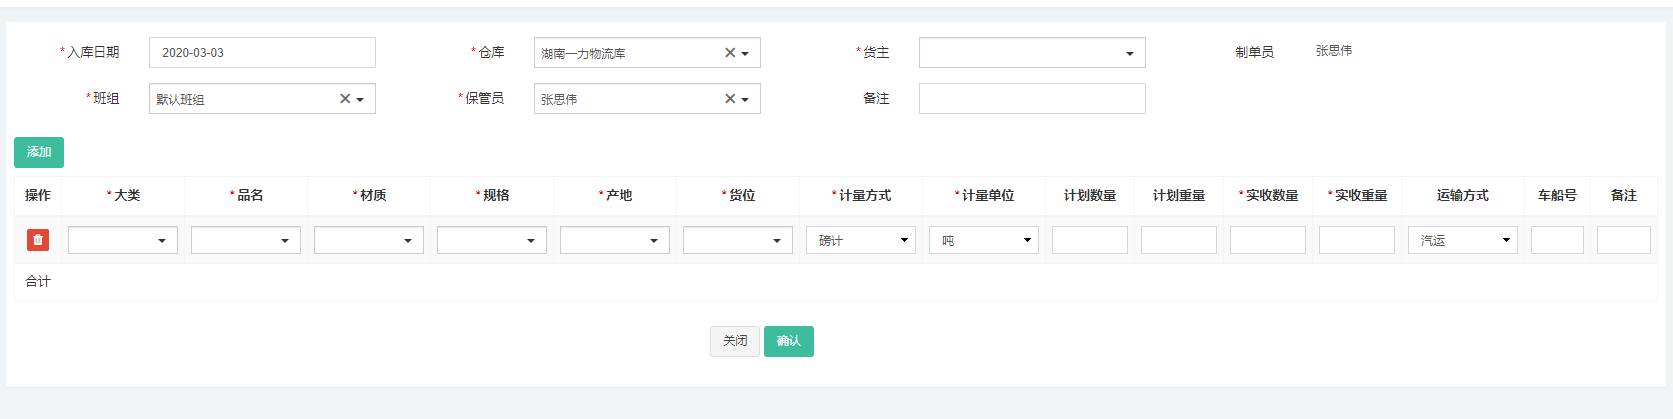 *入库日期 2020-03-03 *仓库 湖南一力物流库 *货主 制单员 张思伟
*班组 默认班组 *保管员 张思伟 备注
添加
操作 *大类 *品名 *材质 *规格 *产地 *货位 *计量方式 *计量单位 计划数量 计划重量 *实收数量 *实收重量 运输方式 车船号 备注
磅计 吨 汽运
合计
关闭 确认